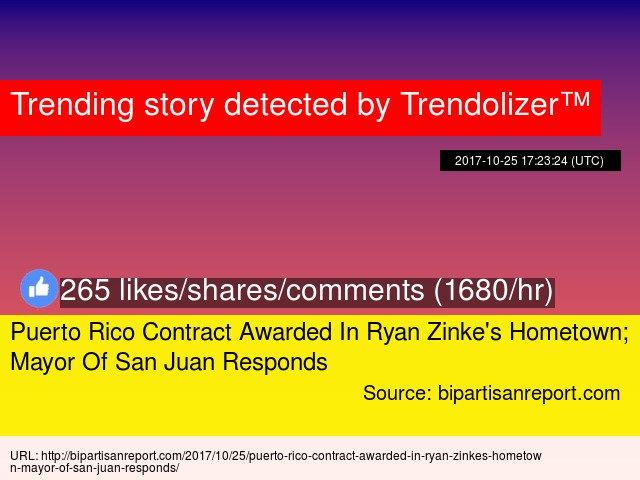 Trending story detected by Trendolizer™
2017-10-25 17:23:24 (UTC)
265 likes/shares/comments (1680/hr)
Puerto Rico Contract Awarded In Ryan Zinke's Hometown;
Mayor Of San Juan Responds
Source: bipartisanreport.com
URL: http://bipartisanreport.com/2017/10/25/puerto-rico-contract-awarded-in-ryan-zinkes-hometow
n-mayor-of-san-juan-responds/